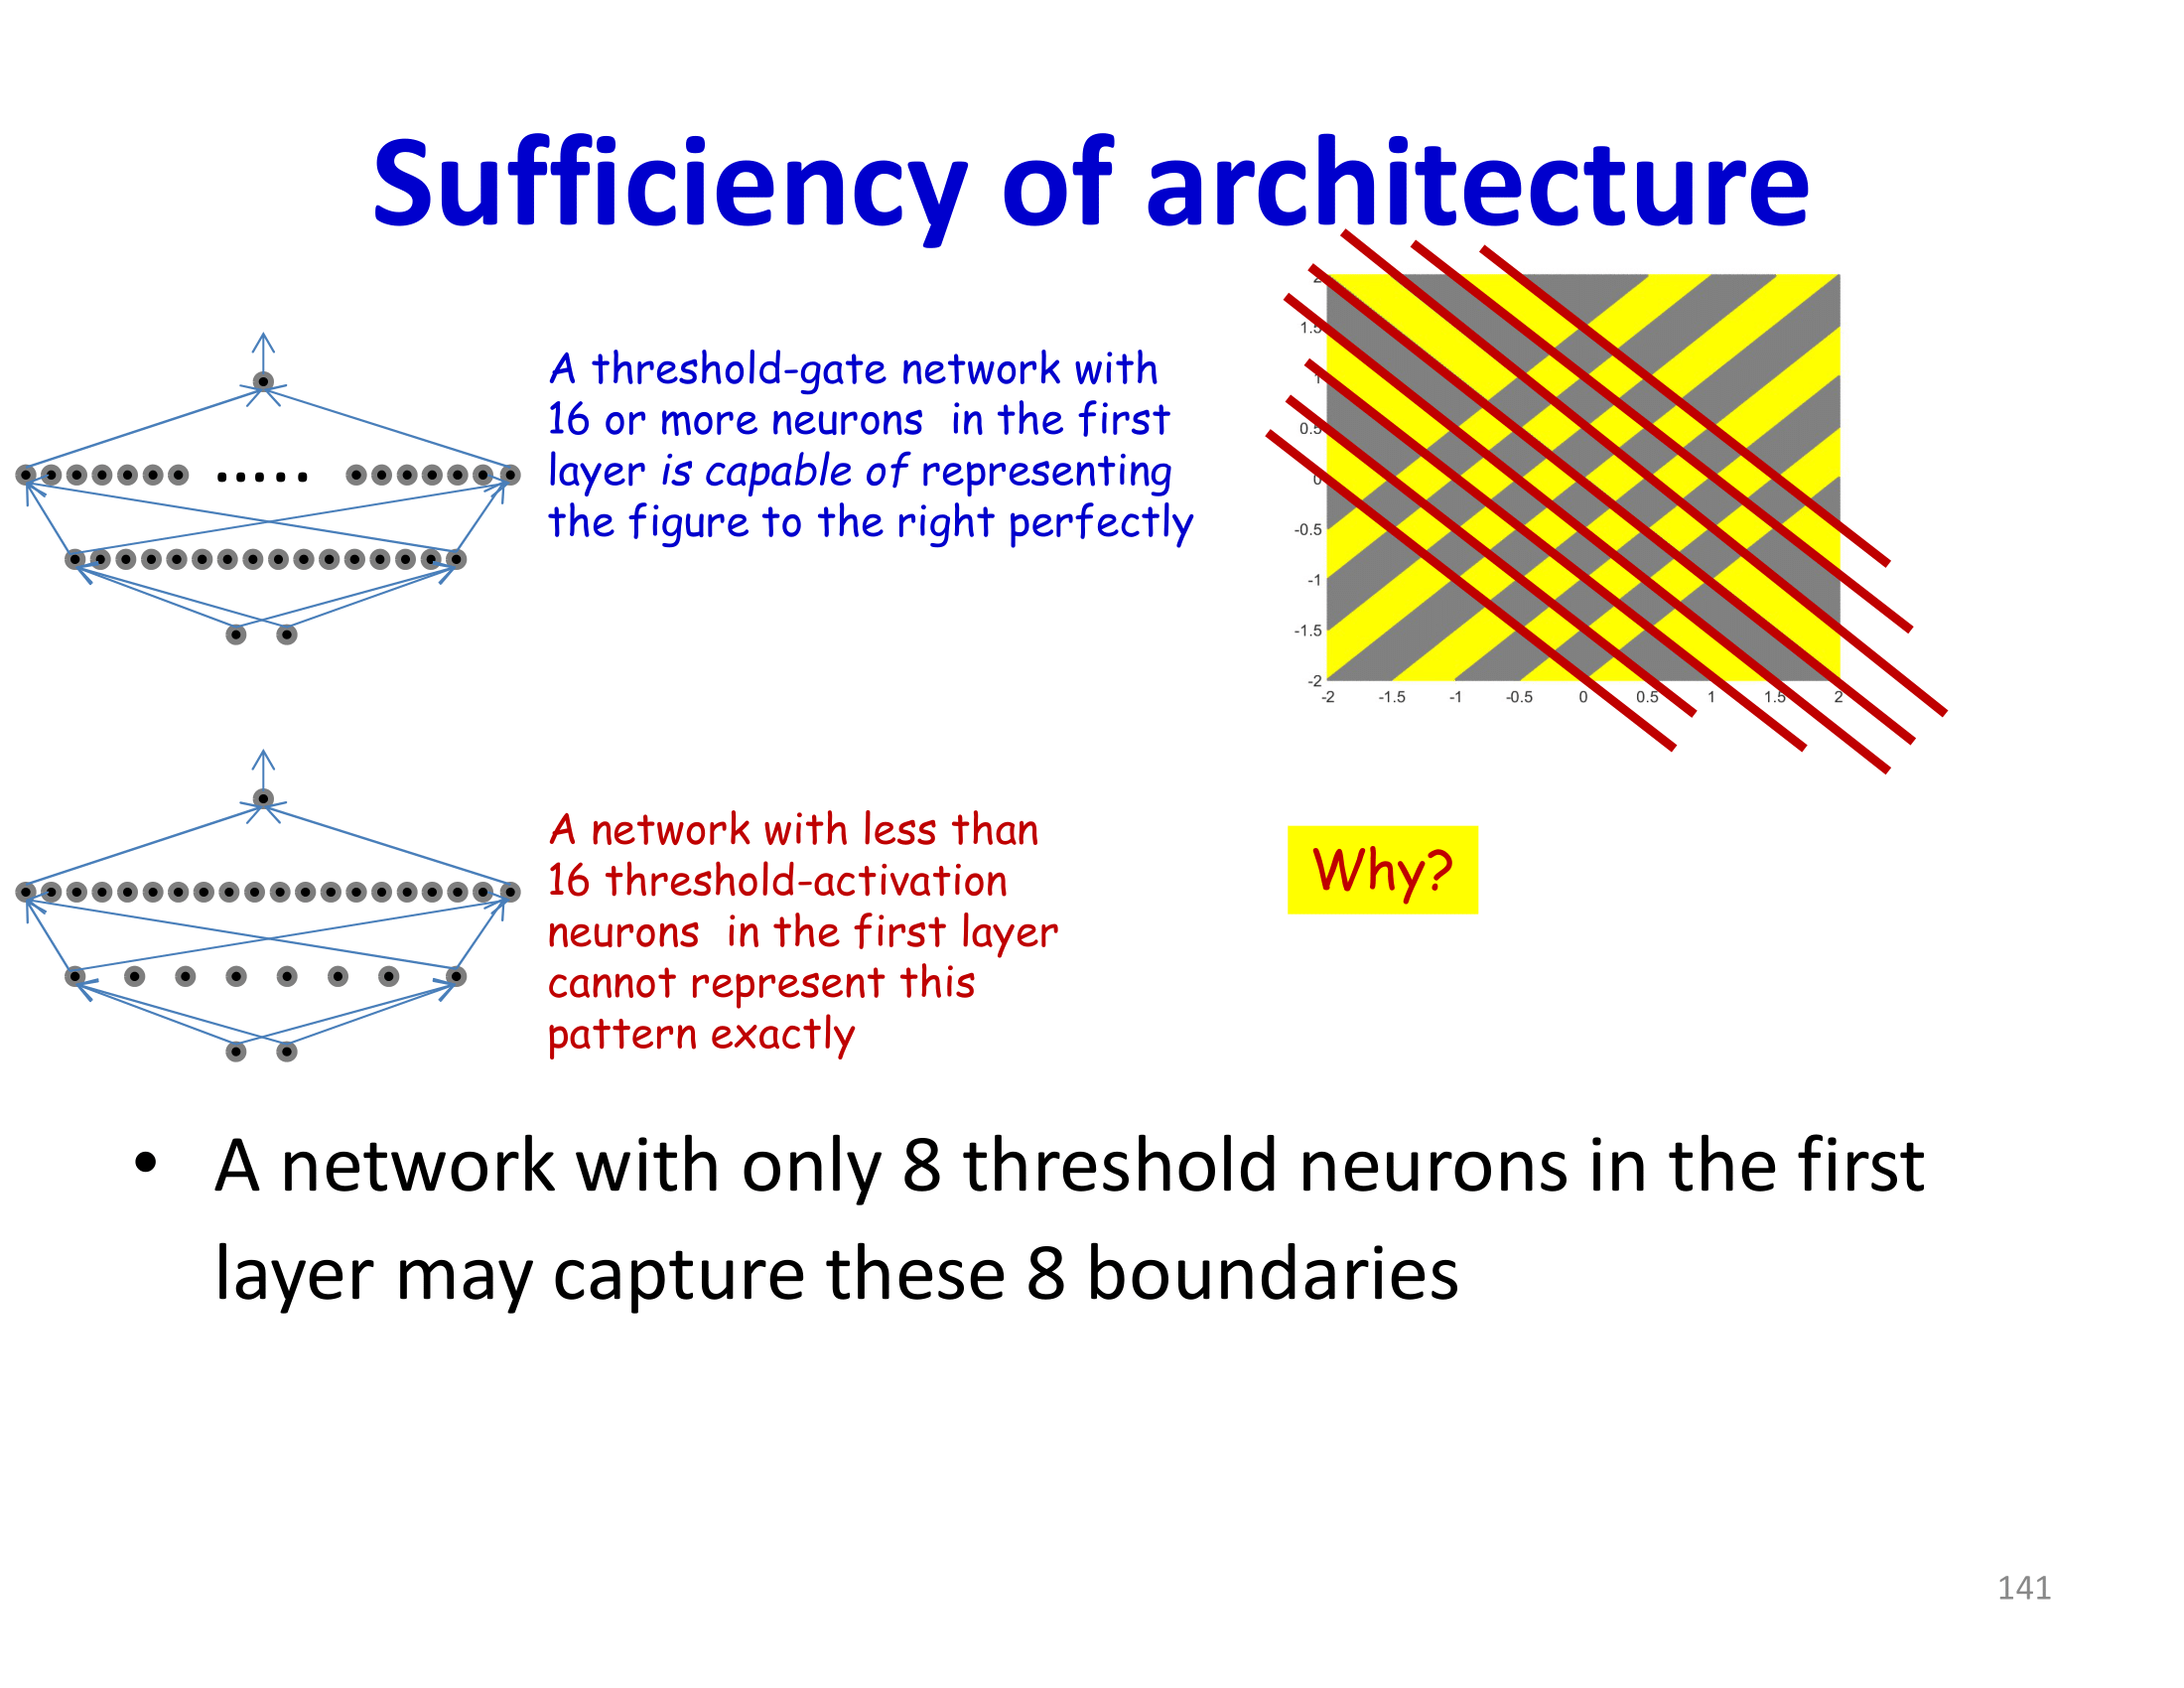 Sufficiency of architecture
A threshold-gate network with
16 or more neurons in the first
layer is capable of representing
the figure to the right perfectly
2
1.5
1
0.5
0
-0.5
-1
-1.5
-2
-2 -1.5 -1 -0.5 0 0.5 1 1.5 2
A network with less than
16 threshold-activation
neurons in the first layer
cannot represent this
pattern exactly
Why?
• A network with only 8 threshold neurons in the first
layer may capture these 8 boundaries
141